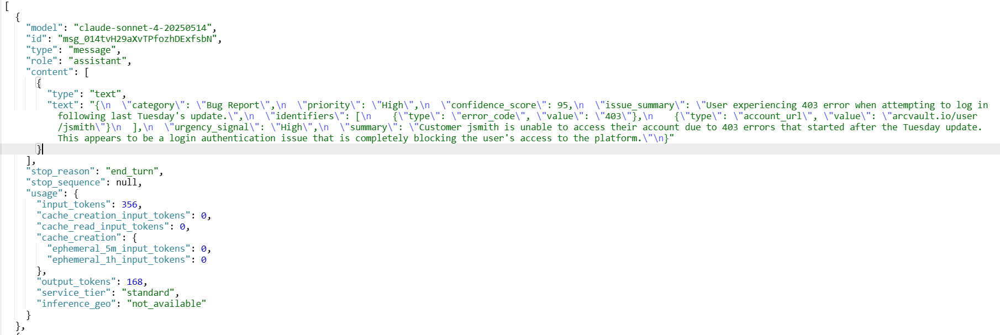 [
  {
    "model": "claude-sonnet-4-20250514",
    "id": "msg_014tvH29aXvTPfozhDExfsbN",
    "type": "message",
    "role": "assistant",
    "content": [
      {
        "type": "text",
        "text": "{\n  \"category\": \"Bug Report\",\n  \"priority\": \"High\",\n  \"confidence_score\": 95,\n  \"issue_summary\": \"User experiencing 403 error when attempting to log in
          following last Tuesday's update.\",\n  \"identifiers\": [\n    {\"type\": \"error_code\", \"value\": \"403\"},\n    {\"type\": \"account_url\", \"value\": \"arcvault.io/user
          /jsmith\"}\n  ],\n  \"urgency_signal\": \"High\",\n  \"summary\": \"Customer jsmith is unable to access their account due to 403 errors that started after the Tuesday update.
          This appears to be a login authentication issue that is completely blocking the user's access to the platform.\"\n}"
      }
    ],
    "stop_reason": "end_turn",
    "stop_sequence": null,
    "usage": {
      "input_tokens": 356,
      "cache_creation_input_tokens": 0,
      "cache_read_input_tokens": 0,
      "cache_creation": {
        "ephemeral_5m_input_tokens": 0,
        "ephemeral_1h_input_tokens": 0
      },
      "output_tokens": 168,
      "service_tier": "standard",
      "inference_geo": "not_available"
    }
  },